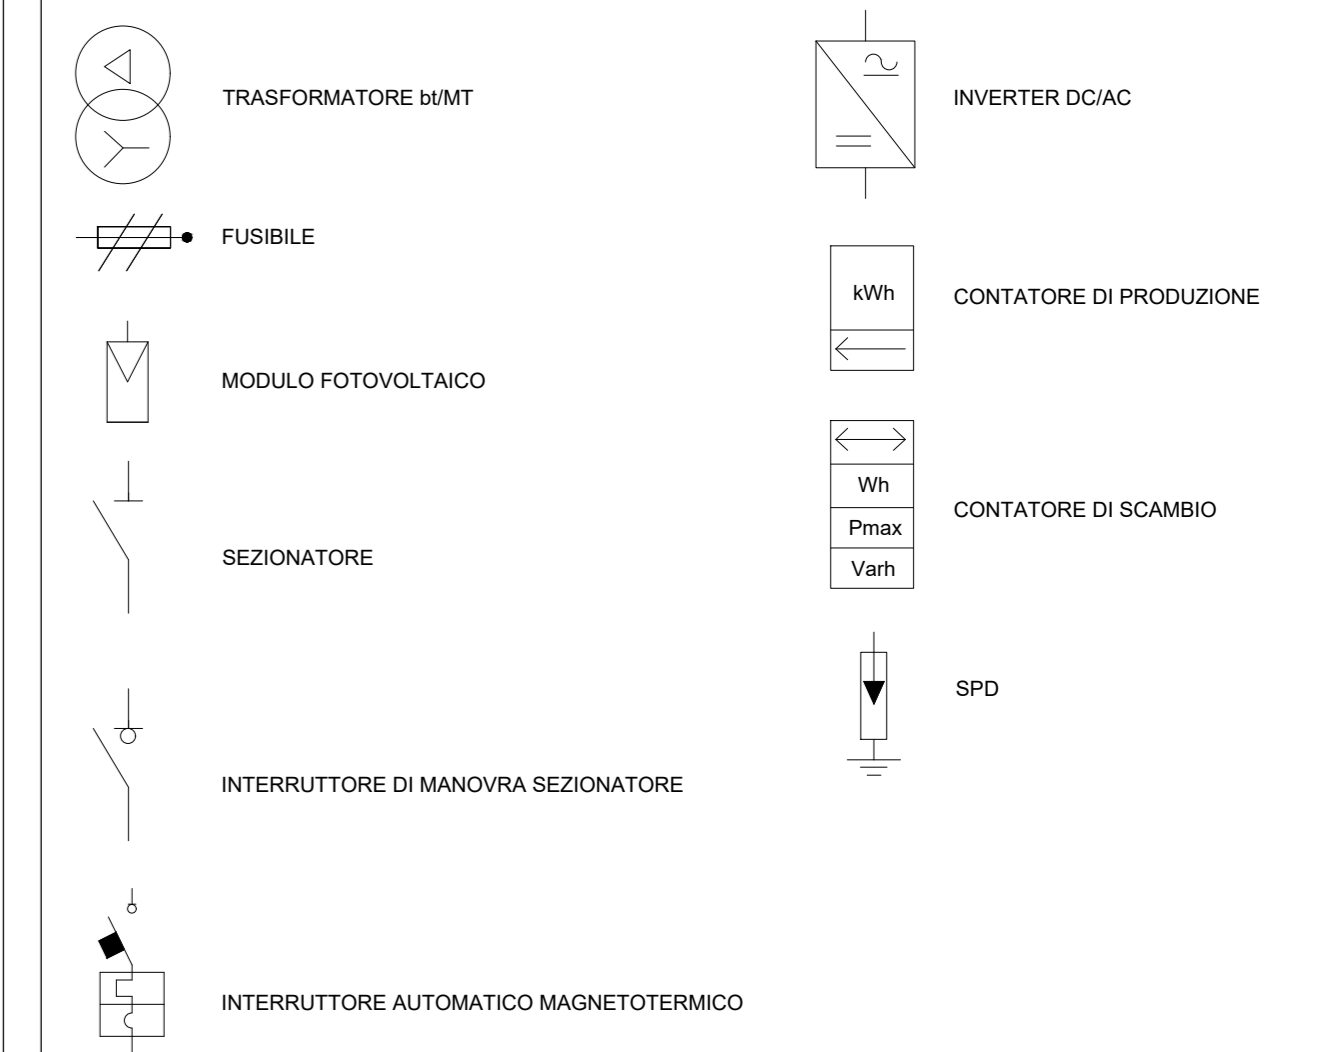 TRASFORMATORE bt/MT
FUSIBILE
MODULO FOTOVOLTAICO
SEZIONATORE
INTERRUTTORE DI MANOVRA SEZIONATORE
INTERRUTTORE AUTOMATICO MAGNETOTERMICO
INVERTER DC/AC
kWh
CONTATORE DI PRODUZIONE
Wh
Pmax
Varh
CONTATORE DI SCAMBIO
SPD